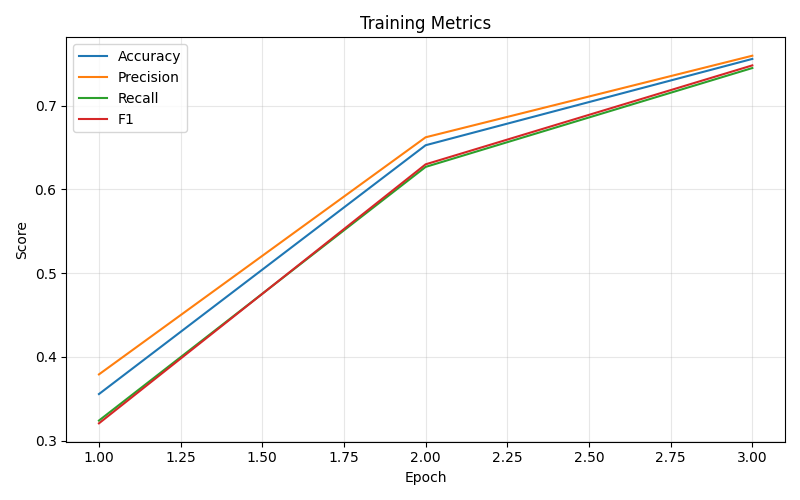 Training Metrics
Accuracy
Precision
Recall
F1
Score
0.7
0.6
0.5
0.4
0.3
1.00 1.25 1.50 1.75 2.00 2.25 2.50 2.75 3.00
Epoch